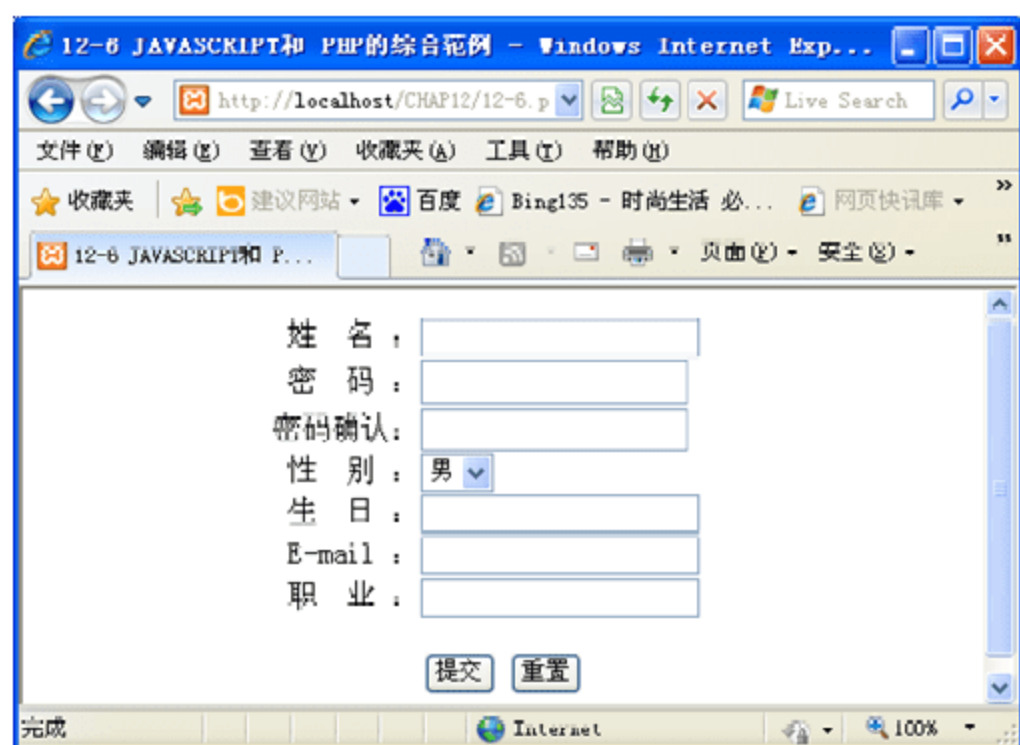 12-6 JAVASCRIPT和 PHP的综合范例 - Windows Internet Exp...
http://localhost/CHAP12/12-6.p Live Search
文件(F) 编辑(E) 查看(V) 收藏夹(A) 工具(T) 帮助(H)
收藏夹 建议网站 百度 Bing135 - 时尚生活 必... 网页快讯库
12-6 JAVASCRIPT和 P... 页面(P) 安全(S)
姓 名：
密 码：
密码确认：
性 别：男
生 日：
E-mail：
职 业：
提交 重置
完成 Internet 100%